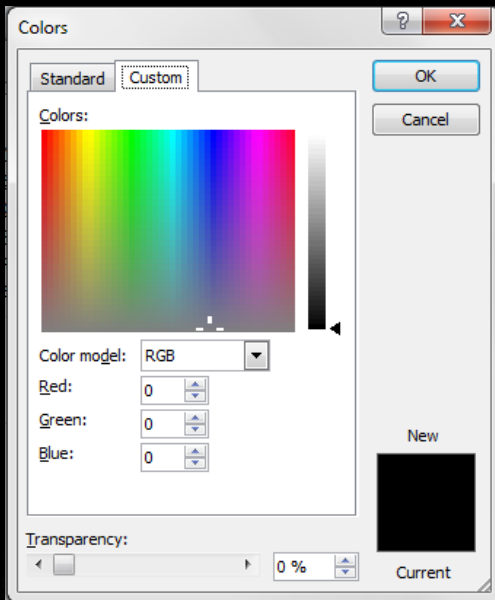 Colors
Standard Custom
OK
Cancel
Colors:
Color model: RGB
Red: 0
Green: 0
Blue: 0
New
Current
Transparency:
0 %